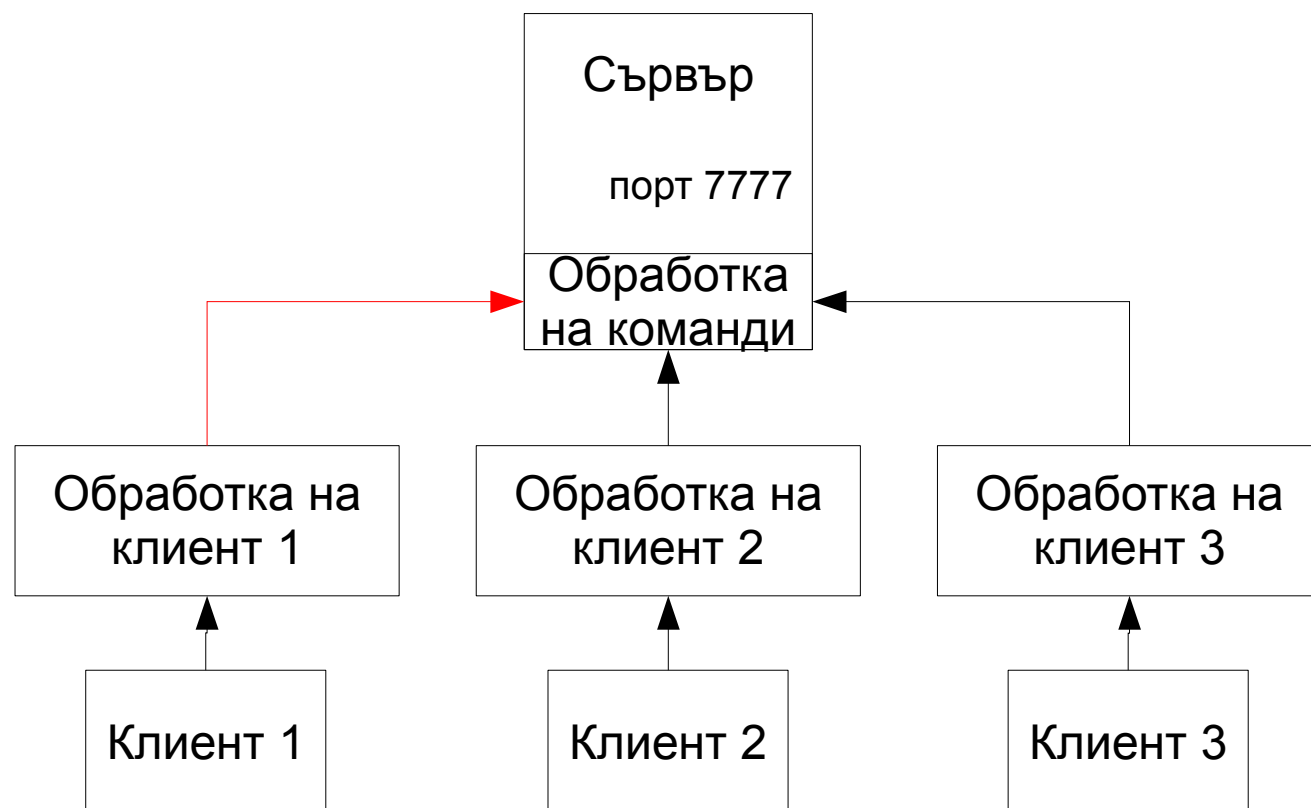 Сървър
порт 7777
Обработка
на команди
Обработка на
клиент 1
Обработка на
клиент 2
Обработка на
клиент 3
Клиент 1
Клиент 2
Клиент 3